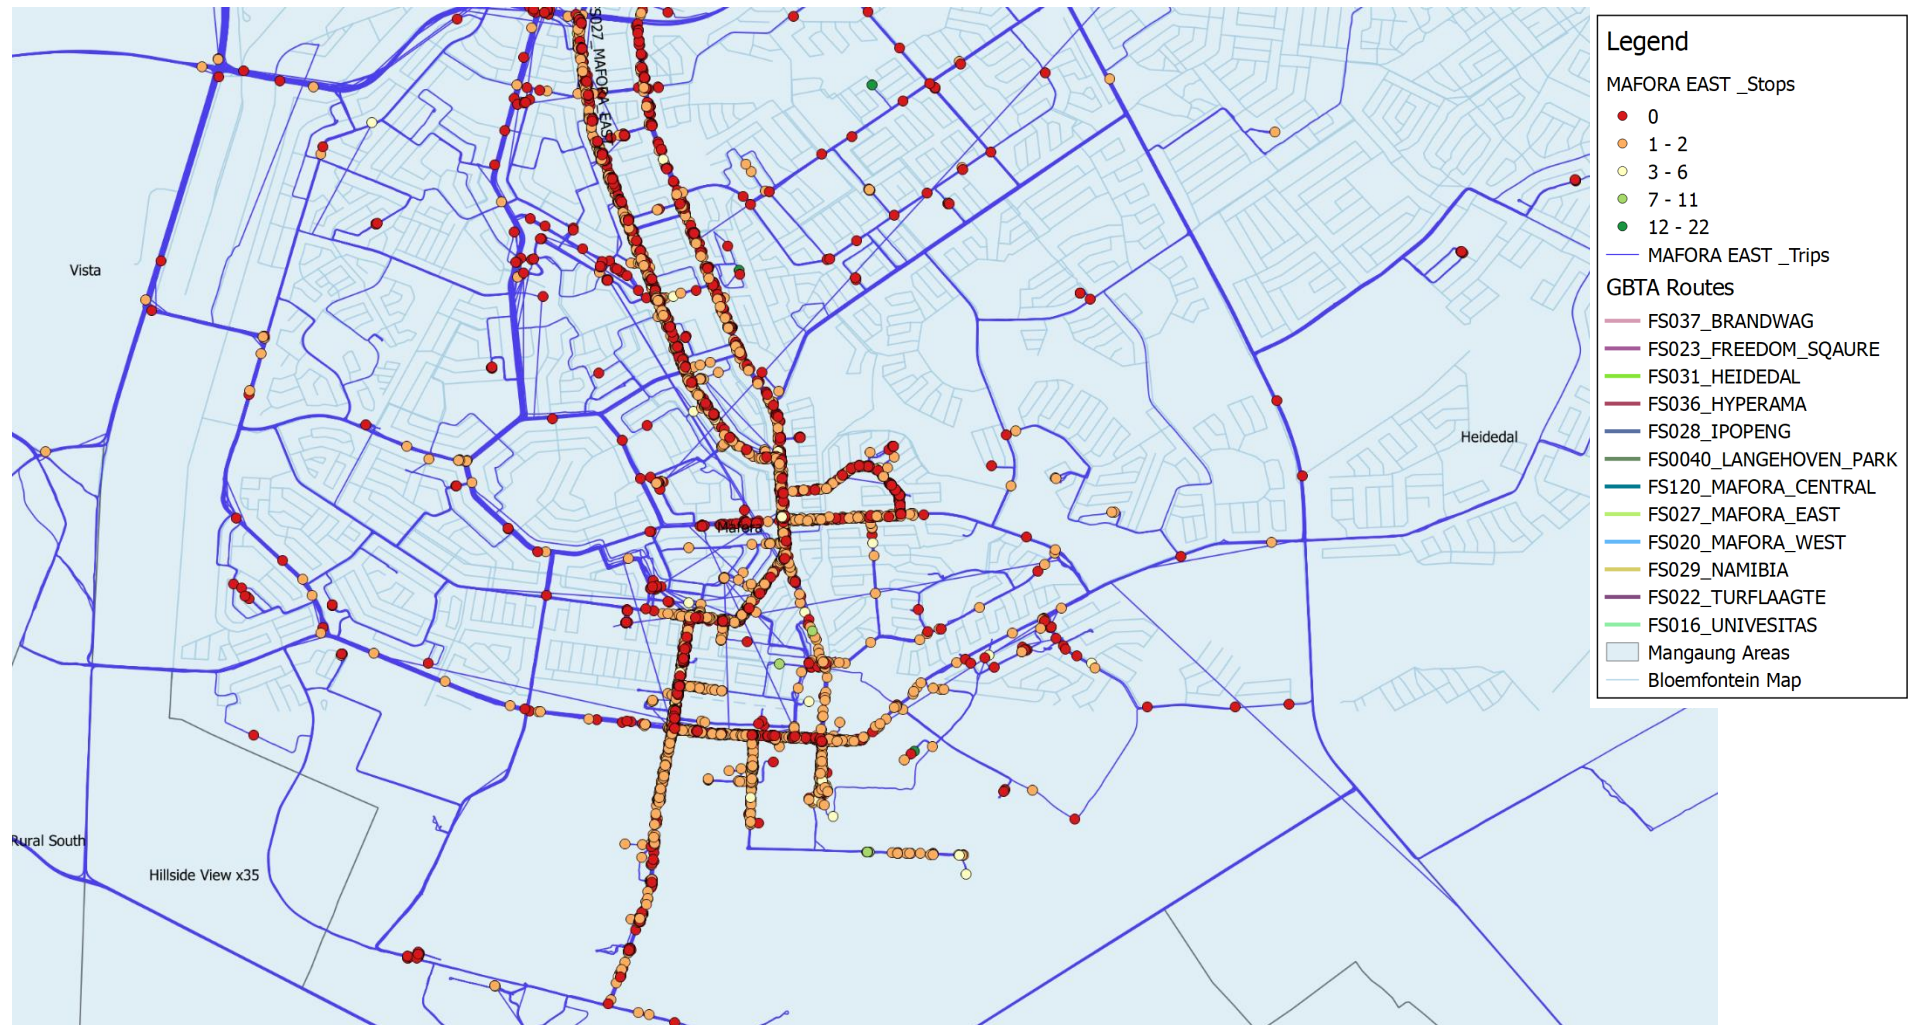 S027_MAFORA_EAST
Vista
Mafora
Heidedal
Rural South
Hillside View x35
Legend
MAFORA EAST _Stops
0
1 - 2
3 - 6
7 - 11
12 - 22
MAFORA EAST _Trips
GBTA Routes
FS037_BRANDWAG
FS023_FREEDOM_SQAURE
FS031_HEIDEDAL
FS036_HYPERAMA
FS028_IPOPENG
FS0040_LANGEHOVEN_PARK
FS120_MAFORA_CENTRAL
FS027_MAFORA_EAST
FS020_MAFORA_WEST
FS029_NAMIBIA
FS022_TURFLAAGTE
FS016_UNIVESITAS
Mangaung Areas
Bloemfontein Map